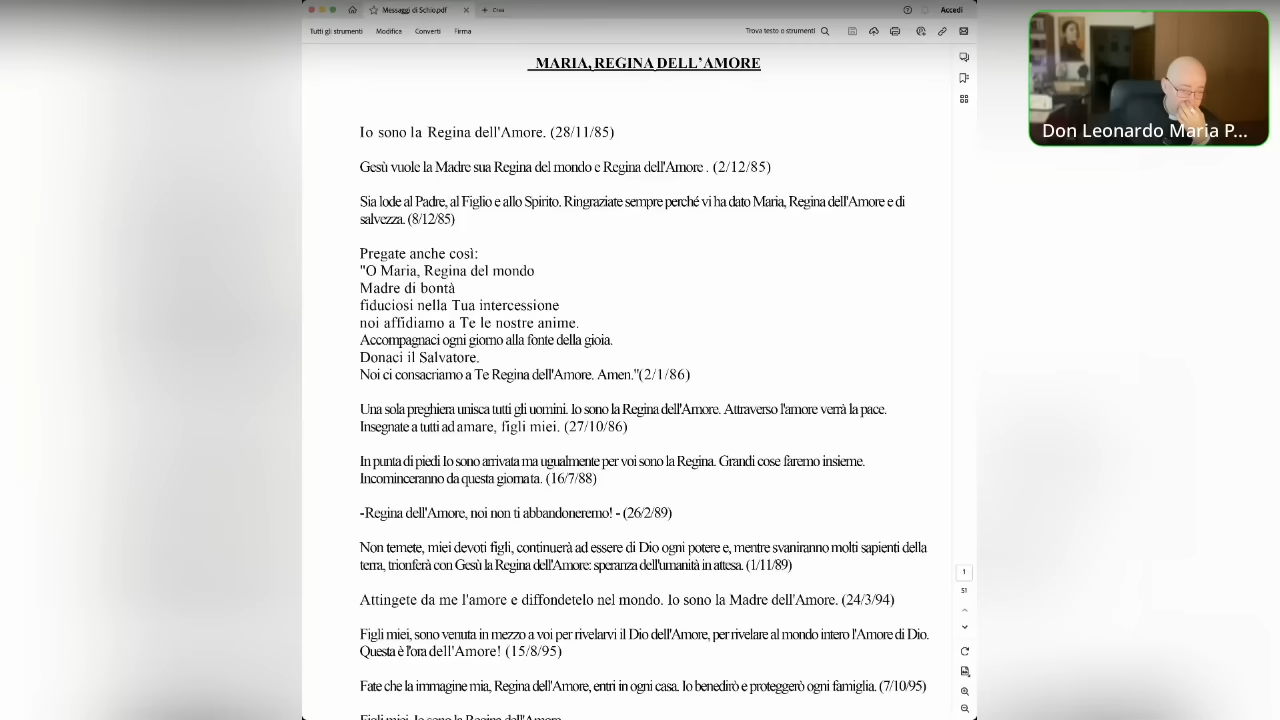 Messaggi di Schio.pdf
Crea
Accedi
Tutti gli strumenti
Modifica
Converti
Firma
Trova testo o strumenti
MARIA, REGINA DELL'AMORE
Io sono la Regina dell'Amore. (28/11/85)
Gesù vuole la Madre sua Regina del mondo e Regina dell'Amore . (2/12/85)
Sia lode al Padre, al Figlio e allo Spirito. Ringraziate sempre perché vi ha dato Maria, Regina dell'Amore e di
salvezza. (8/12/85)
Pregate anche così:
"O Maria, Regina del mondo
Madre di bontà
fiduciosi nella Tua intercessione
noi affidiamo a Te le nostre anime.
Accompagnaci ogni giorno alla fonte della gioia.
Donaci il Salvatore.
Noi ci consacriamo a Te Regina dell'Amore. Amen."(2/1/86)
Una sola preghiera unisca tutti gli uomini. Io sono la Regina dell'Amore. Attraverso l'amore verrà la pace.
Insegnate a tutti ad amare, figli miei. (27/10/86)
In punta di piedi Io sono arrivata ma ugualmente per voi sono la Regina. Grandi cose faremo insieme.
Incominceranno da questa giornata. (16/7/88)
-Regina dell'Amore, noi non ti abbandoneremo! - (26/2/89)
Non temete, miei devoti figli, continuerà ad essere di Dio ogni potere e, mentre svaniranno molti sapienti della
terra, trionferà con Gesù la Regina dell'Amore: speranza dell'umanità in attesa. (1/11/89)
Attingete da me l'amore e diffondetelo nel mondo. Io sono la Madre dell'Amore. (24/3/94)
Figli miei, sono venuta in mezzo a voi per rivelarvi il Dio dell'Amore, per rivelare al mondo intero l'Amore di Dio.
Questa è l'ora dell'Amore! (15/8/95)
Fate che la immagine mia, Regina dell'Amore, entri in ogni casa. Io benedirò e proteggerò ogni famiglia. (7/10/95)
Figli miei, Io sono la Regina dell'Amore.
1
51
Don Leonardo Maria P...